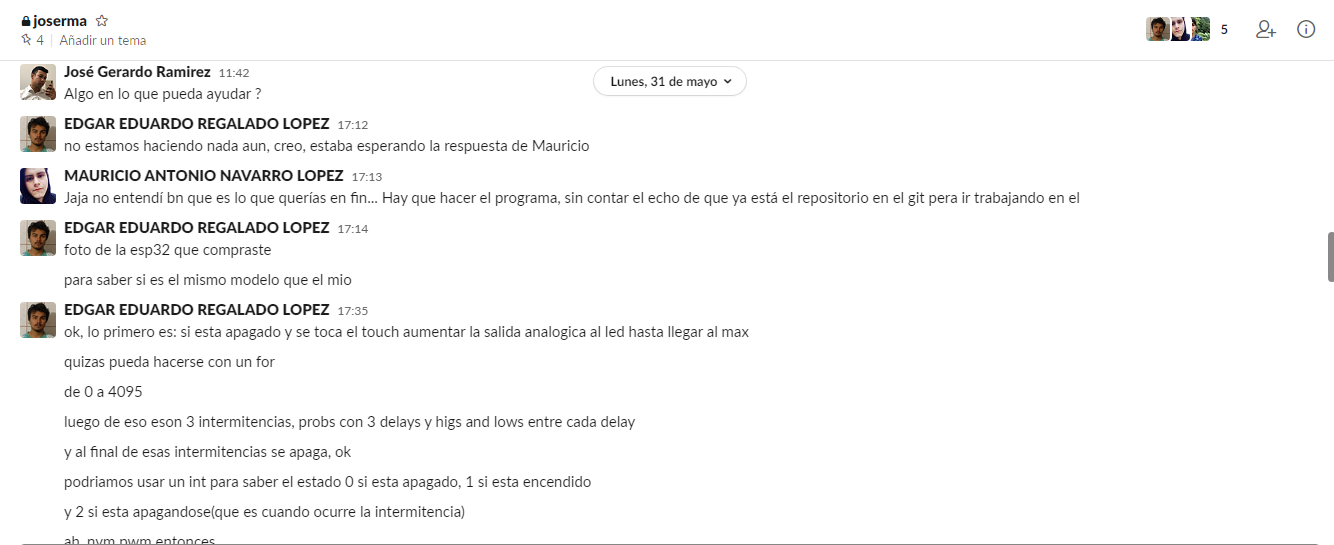 joserma
4 Añadir un tema
5
Lunes, 31 de mayo
José Gerardo Ramirez 11:42
Algo en lo que pueda ayudar ?
EDGAR EDUARDO REGALADO LOPEZ 17:12
no estamos haciendo nada aun, creo, estaba esperando la respuesta de Mauricio
MAURICIO ANTONIO NAVARRO LOPEZ 17:13
Jaja no entendí bn que es lo que querías en fin... Hay que hacer el programa, sin contar el echo de que ya está el repositorio en el git pera ir trabajando en el
EDGAR EDUARDO REGALADO LOPEZ 17:14
foto de la esp32 que compraste
para saber si es el mismo modelo que el mio
EDGAR EDUARDO REGALADO LOPEZ 17:35
ok, lo primero es: si esta apagado y se toca el touch aumentar la salida analogica al led hasta llegar al max
quizas pueda hacerse con un for
de 0 a 4095
luego de eso eson 3 intermitencias, probs con 3 delays y higs and lows entre cada delay
y al final de esas intermitencias se apaga, ok
podriamos usar un int para saber el estado 0 si esta apagado, 1 si esta encendido
y 2 si esta apagandose(que es cuando ocurre la intermitencia)
ah, nvm pwm entonces